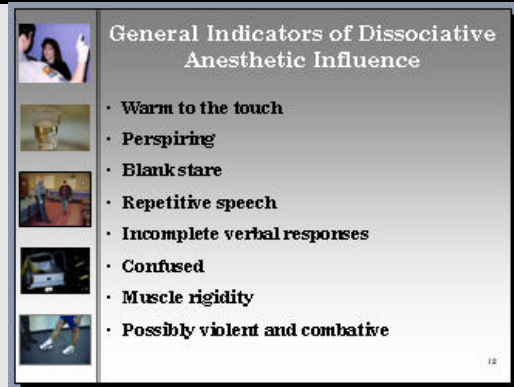 General Indicators of Dissociative
Anesthetic Influence
· Warm to the touch
· Perspiring
· Blank stare
· Repetitive speech
· Incomplete verbal responses
· Confused
· Muscle rigidity
· Possibly violent and combative
12